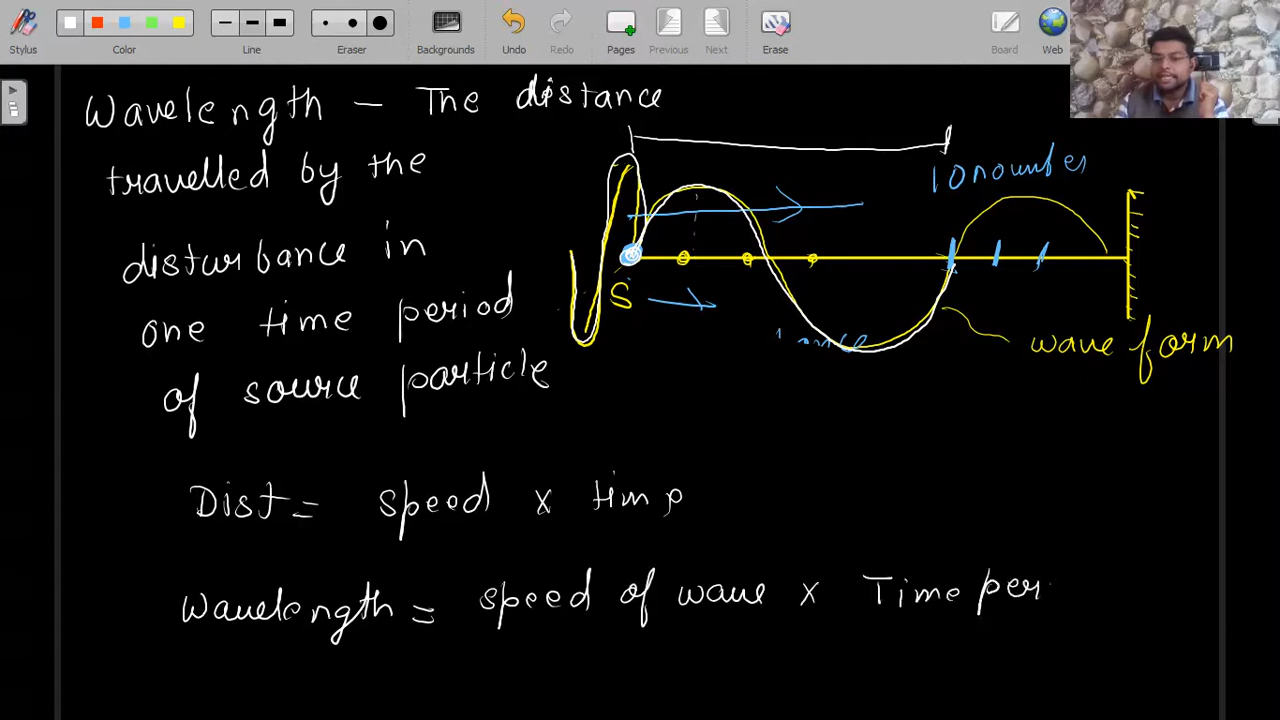 Stylus
Color
Line
Eraser
Backgrounds
Undo
Redo
Pages
Previous
Next
Erase
Board
Web
Wavelength - The distance
travelled by the
disturbance in
one time period
of source particle
10 number
S
wave form
Dist = speed x time
Wavelength = speed of wave x Time per